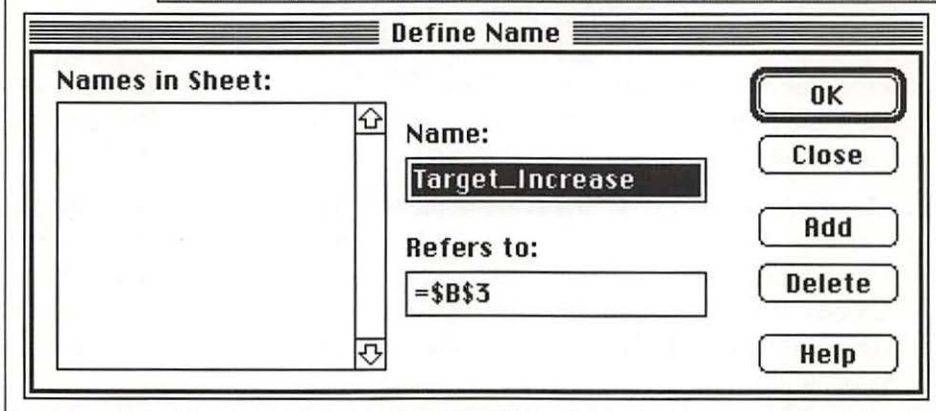 Define Name
Names in Sheet:
Name:
Target_Increase
Refers to:
=$B$3
OK
Close
Add
Delete
Help